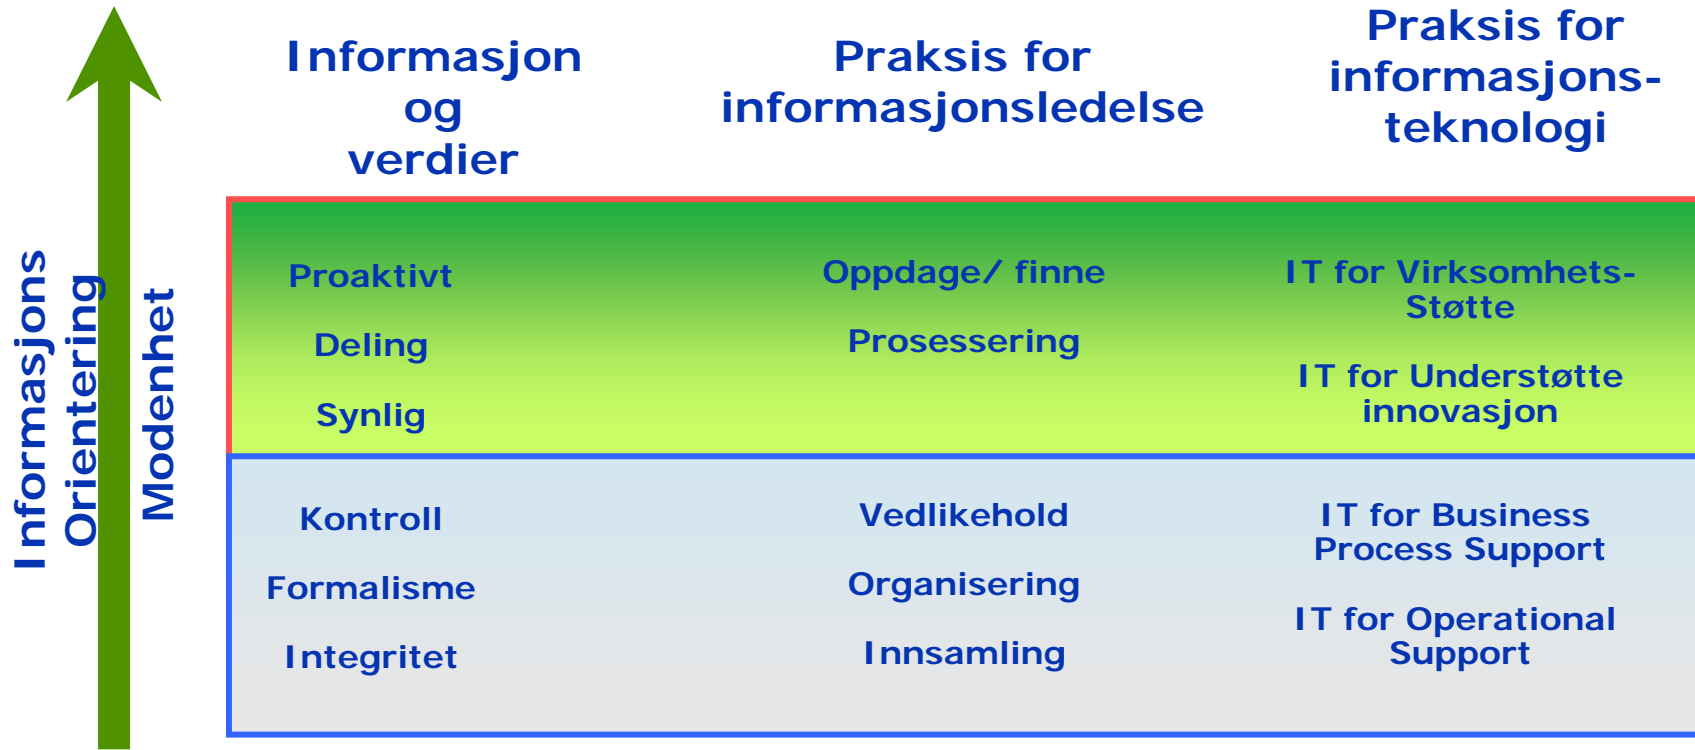 Informasjon
og
verdier
Praksis for
informasjonsledelse
Praksis for
informasjons-
teknologi
Informasjons
Orientering
Modenhet
Proaktivt
Deling
Synlig
Oppdage/ finne
Prosessering
IT for Virksomhets-
Støtte
IT for Understøtte
innovasjon
Kontroll
Formalisme
Integritet
Vedlikehold
Organisering
Innsamling
IT for Business
Process Support
IT for Operational
Support